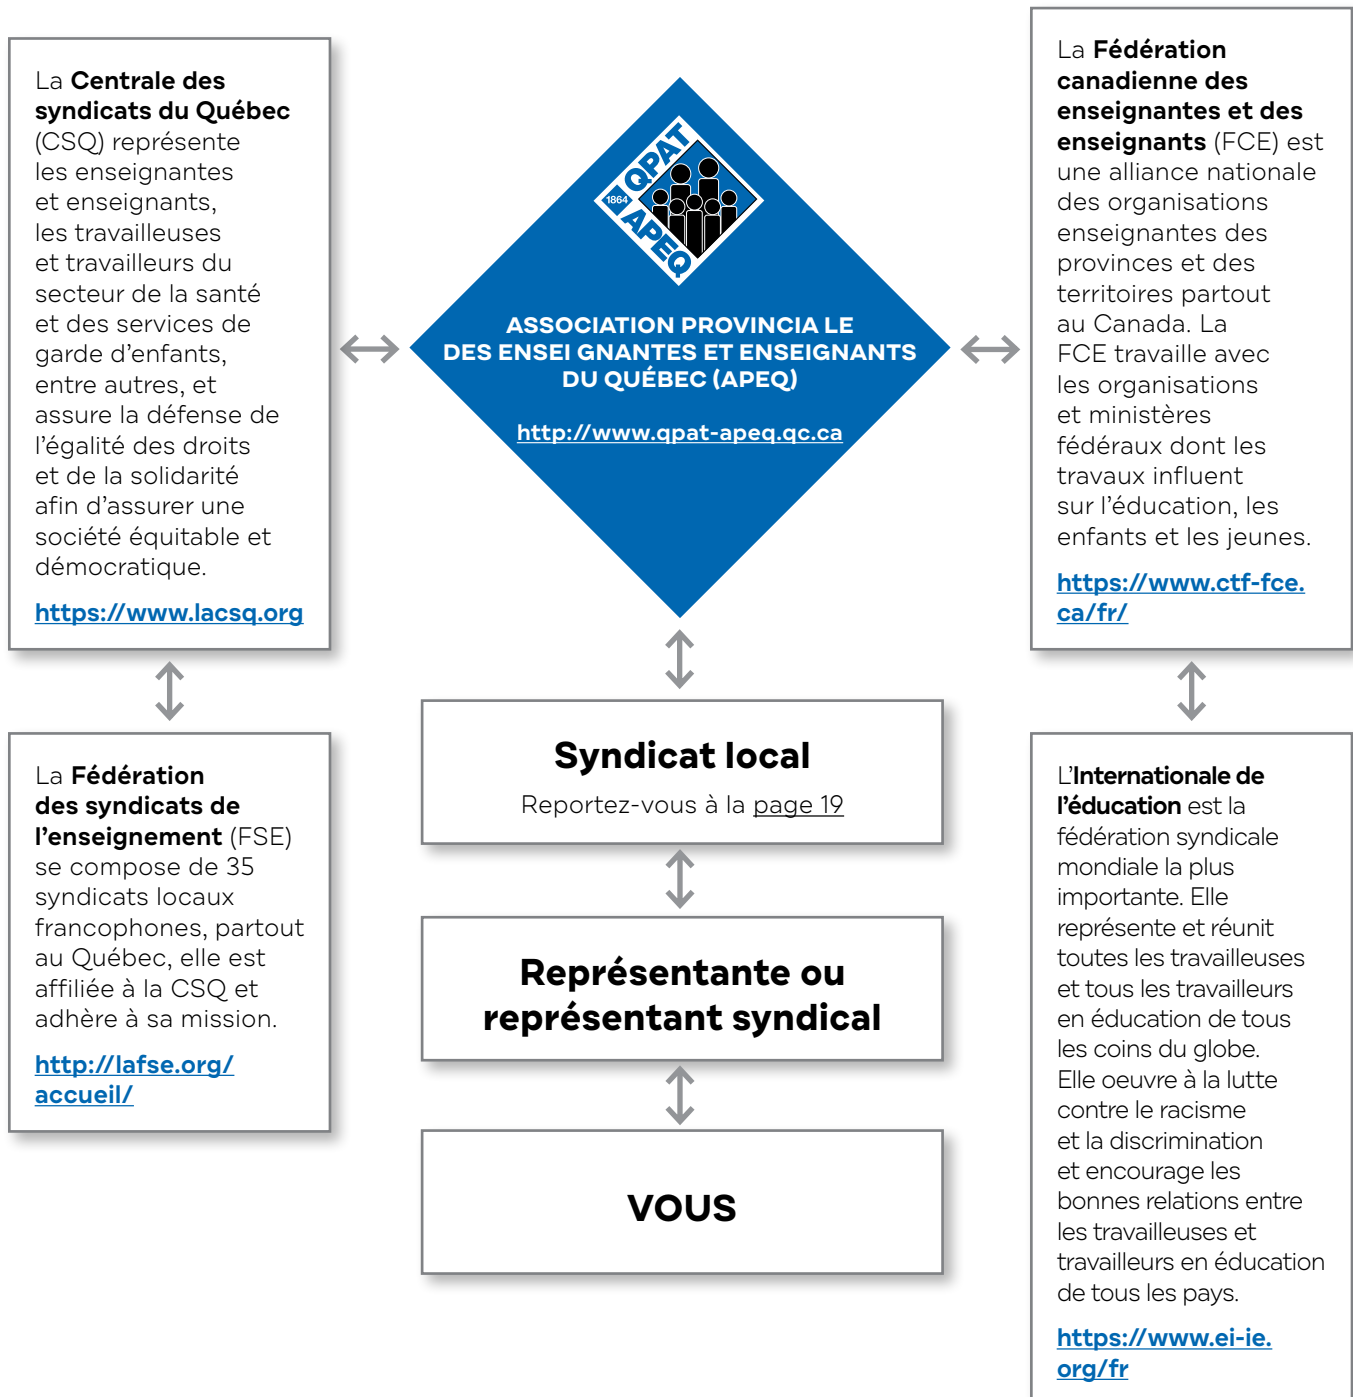 La Centrale des
syndicats du Québec
(CSQ) représente
les enseignantes
et enseignants,
les travailleuses
et travailleurs du
secteur de la santé
et des services de
garde d'enfants,
entre autres, et
assure la défense de
l'égalité des droits
et de la solidarité
afin d'assurer une
société équitable et
démocratique.
https://www.lacsq.org
La Fédération
des syndicats de
l'enseignement (FSE)
se compose de 35
syndicats locaux
francophones, partout
au Québec, elle est
affiliée à la CSQ et
adhère à sa mission.
http://lafse.org/
accueil/
QPAT
1864
APEQ
ASSOCIATION PROVINCIA LE
DES ENSEI GNANTES ET ENSEIGNANTS
DU QUÉBEC (APEQ)
http://www.qpat-apeq.qc.ca
Syndicat local
Reportez-vous à la page 19
Représentante ou
représentant syndical
VOUS
La Fédération
canadienne des
enseignantes et des
enseignants (FCE) est
une alliance nationale
des organisations
enseignantes des
provinces et des
territoires partout
au Canada. La
FCE travaille avec
les organisations
et ministères
fédéraux dont les
travaux influent
sur l'éducation, les
enfants et les jeunes.
https://www.ctf-fce.
ca/fr/
L'Internationale de
l'éducation est la
fédération syndicale
mondiale la plus
importante. Elle
représente et réunit
toutes les travailleuses
et tous les travailleurs
en éducation de tous
les coins du globe.
Elle oeuvre à la lutte
contre le racisme
et la discrimination
et encourage les
bonnes relations entre
les travailleuses et
travailleurs en éducation
de tous les pays.
https://www.ei-ie.
org/fr